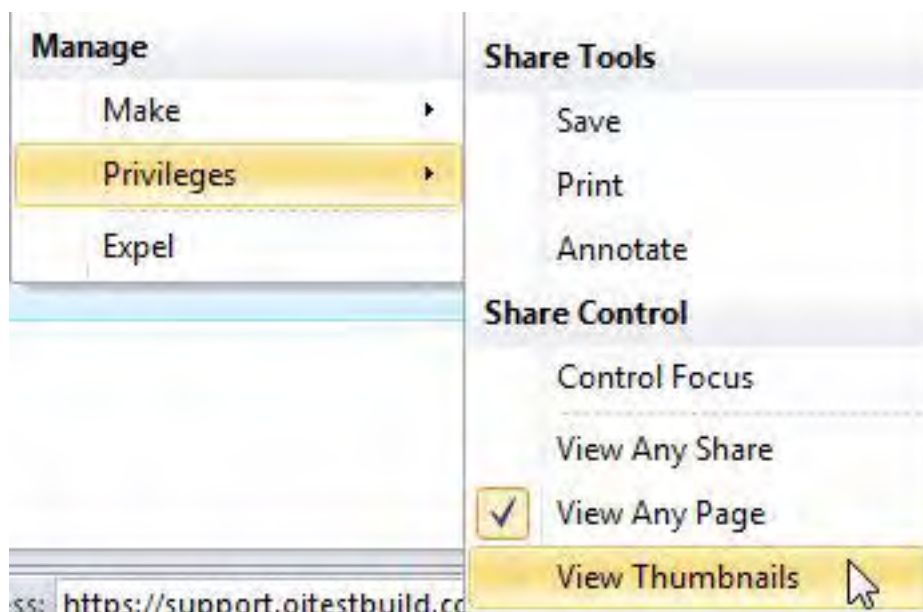 Manage
Make
Privileges
Expel
Share Tools
Save
Print
Annotate
Share Control
Control Focus
View Any Share
View Any Page
View Thumbnails
ss: https://support.oitestbuild.co